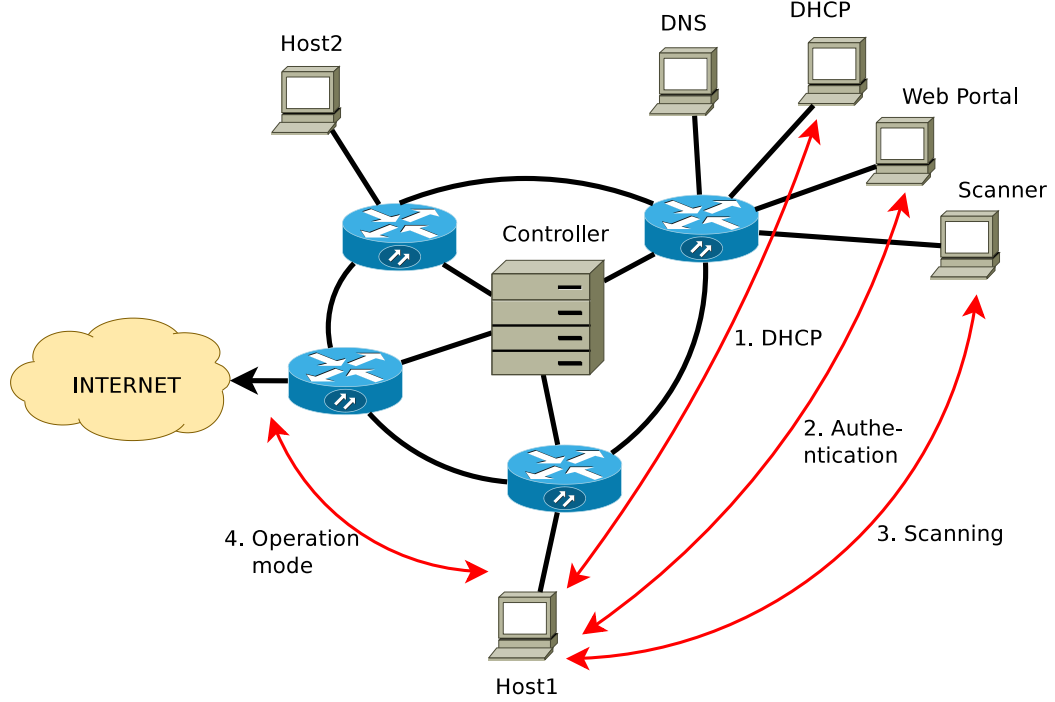 DHCP
DNS
Host2
Web Portal
Scanner
Controller
1. DHCP
INTERNET
2. Authe-
ntication
3. Scanning
4. Operation
mode
Host1